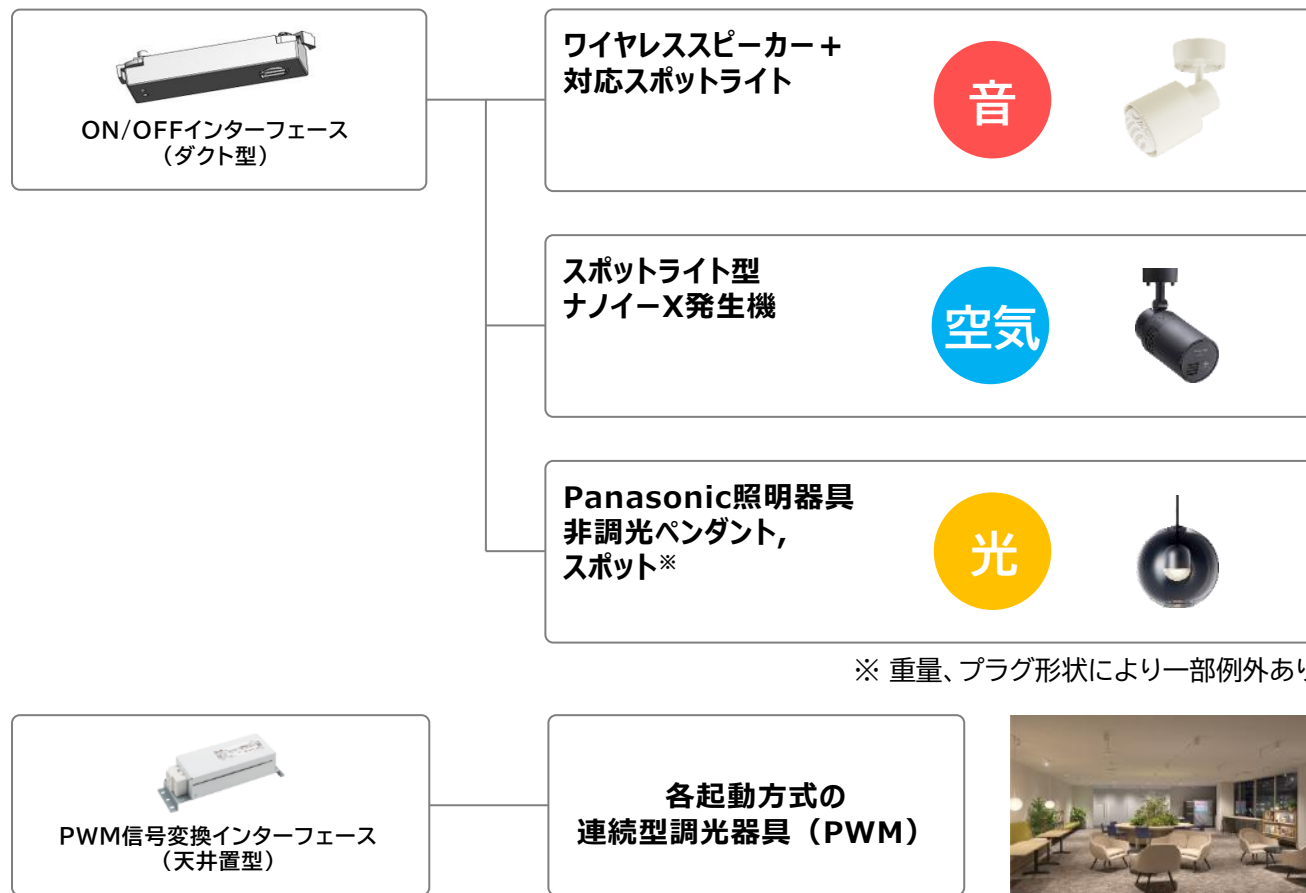 ON/OFFインターフェース
（ダクト型）
ワイヤレススピーカー＋
対応スポットライト
音
スポットライト型
ナノイーX発生機
空気
Panasonic照明器具
非調光ペンダント,
スポット※
光
※ 重量、プラグ形状により一部例外あり
PWM信号変換インターフェース
（天井置型）
各起動方式の
連続型調光器具（PWM）